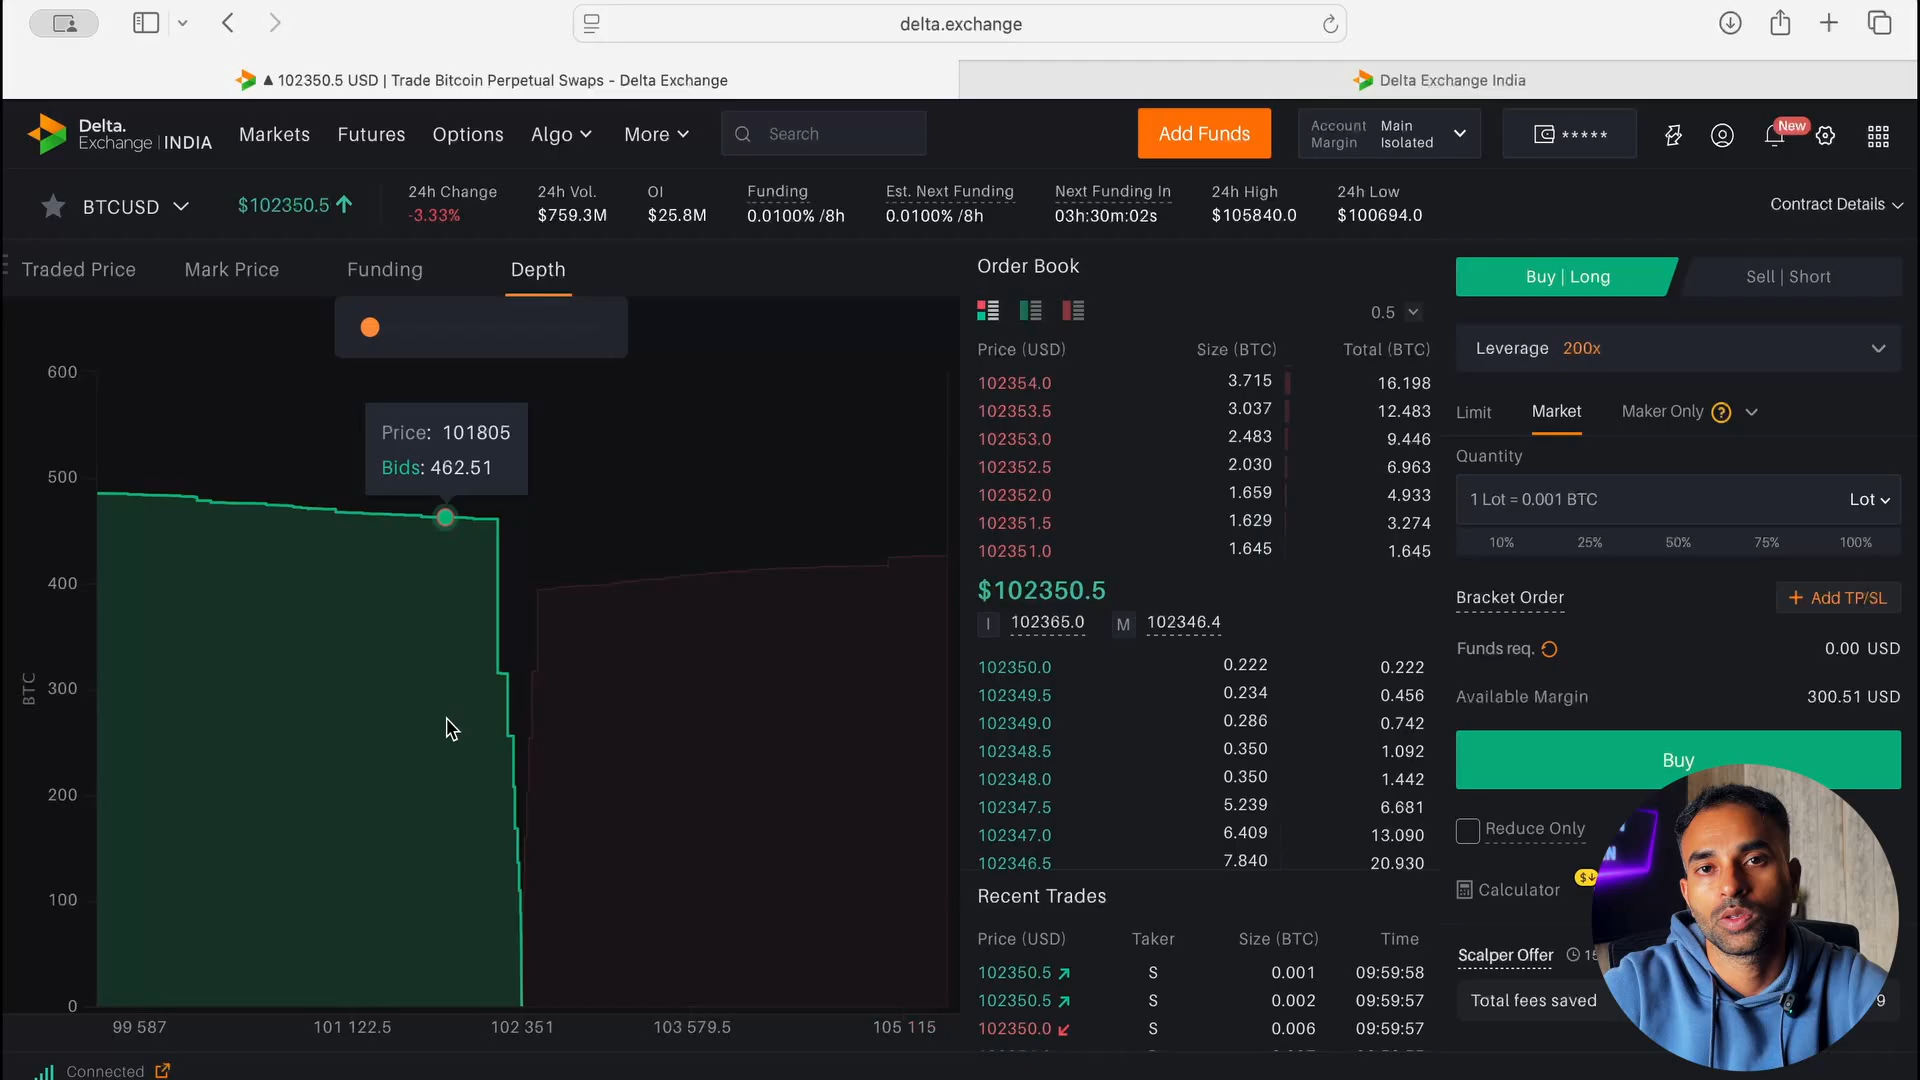 delta.exchange
▲ 102350.5 USD | Trade Bitcoin Perpetual Swaps - Delta Exchange
Delta Exchange India
Delta. Exchange | INDIA
Markets
Futures
Options
Algo
More
Search
Add Funds
Account Main
Margin Isolated
*****
New
BTCUSD
$102350.5
24h Change
-3.33%
24h Vol.
$759.3M
OI
$25.8M
Funding
0.0100% /8h
Est. Next Funding
0.0100% /8h
Next Funding In
03h:30m:02s
24h High
$105840.0
24h Low
$100694.0
Contract Details
Traded Price
Mark Price
Funding
Depth
Price: 101805
Bids: 462.51
BTC
600
500
400
300
200
100
0
99 587
101 122.5
102 351
103 579.5
105 115
Order Book
0.5
Price (USD) Size (BTC) Total (BTC)
102354.0 3.715 16.198
102353.5 3.037 12.483
102353.0 2.483 9.446
102352.5 2.030 6.963
102352.0 1.659 4.933
102351.5 1.629 3.274
102351.0 1.645 1.645
$102350.5
I 102365.0 M 102346.4
102350.0 0.222 0.222
102349.5 0.234 0.456
102349.0 0.286 0.742
102348.5 0.350 1.092
102348.0 0.350 1.442
102347.5 5.239 6.681
102347.0 6.409 13.090
102346.5 7.840 20.930
Recent Trades
Price (USD) Taker Size (BTC) Time
102350.5 S 0.001 09:59:58
102350.5 S 0.002 09:59:57
102350.0 S 0.006 09:59:57
Buy | Long
Sell | Short
Leverage 200x
Limit
Market
Maker Only ?
Quantity
1 Lot = 0.001 BTC Lot
10% 25% 50% 75% 100%
Bracket Order + Add TP/SL
Funds req. 0.00 USD
Available Margin 300.51 USD
Buy
Reduce Only
Calculator
Scalper Offer
Total fees saved 9
Connected